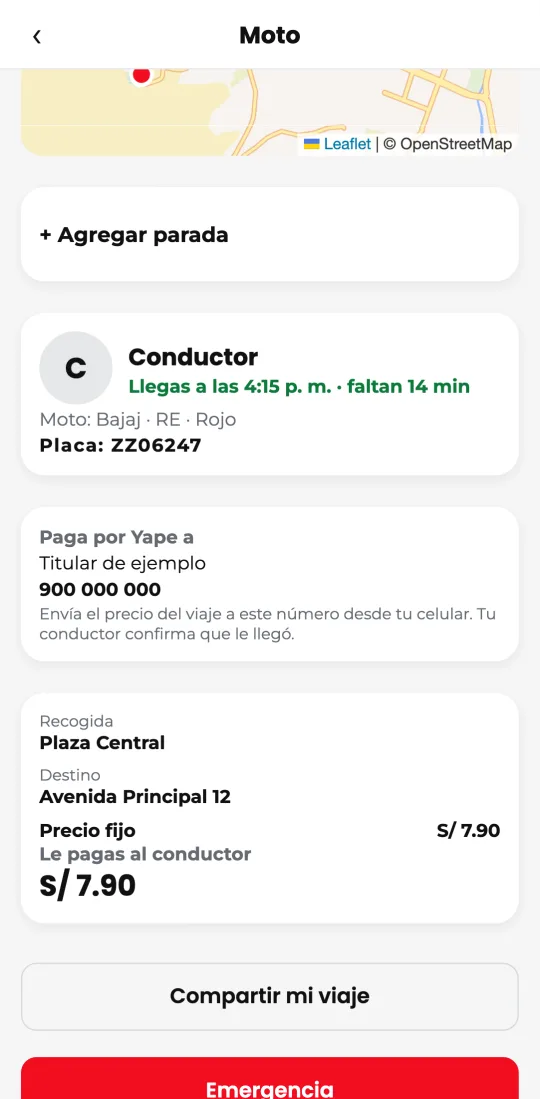 Moto
Leaflet | © OpenStreetMap
+ Agregar parada
C
Conductor
Llegas a las 4:15 p. m. · faltan 14 min
Moto: Bajaj · RE · Rojo
Placa: ZZ06247
Paga por Yape a
Titular de ejemplo
900 000 000
Envía el precio del viaje a este número desde tu celular. Tu
conductor confirma que le llegó.
Recogida
Plaza Central
Destino
Avenida Principal 12
Precio fijo S/ 7.90
Le pagas al conductor
S/ 7.90
Compartir mi viaje
Emergencia